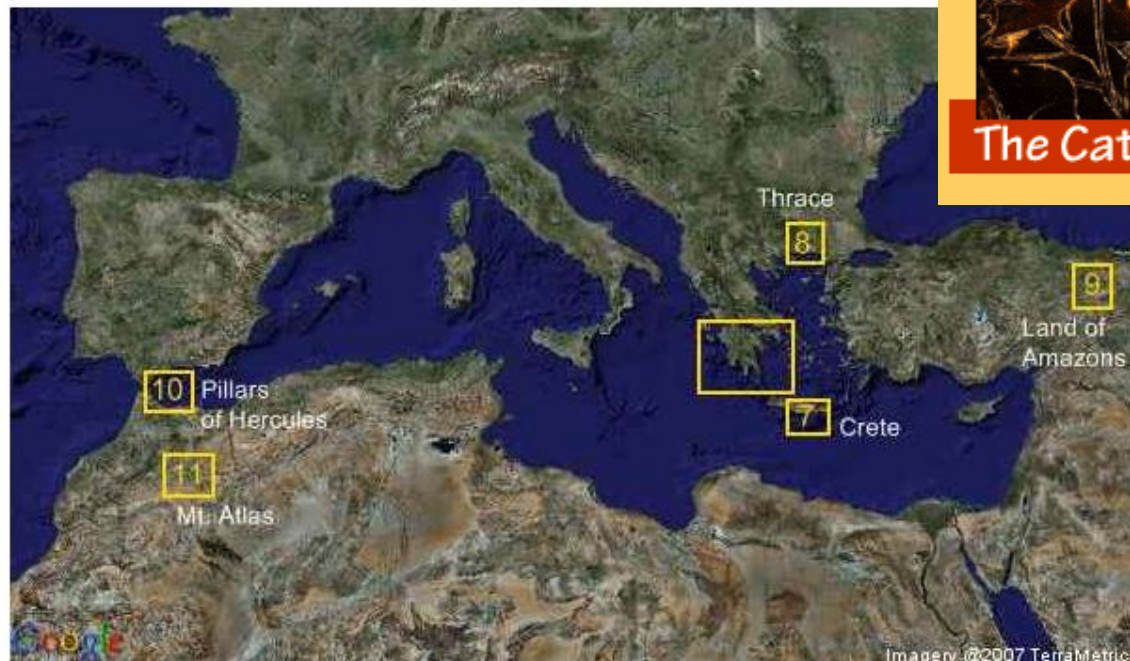 The Cat
Thrace
8
9
Land of
Amazons
10 Pillars
of Hercules
7 Crete
11
Mt. Atlas
Google
Imagery @2007 TerraMetric